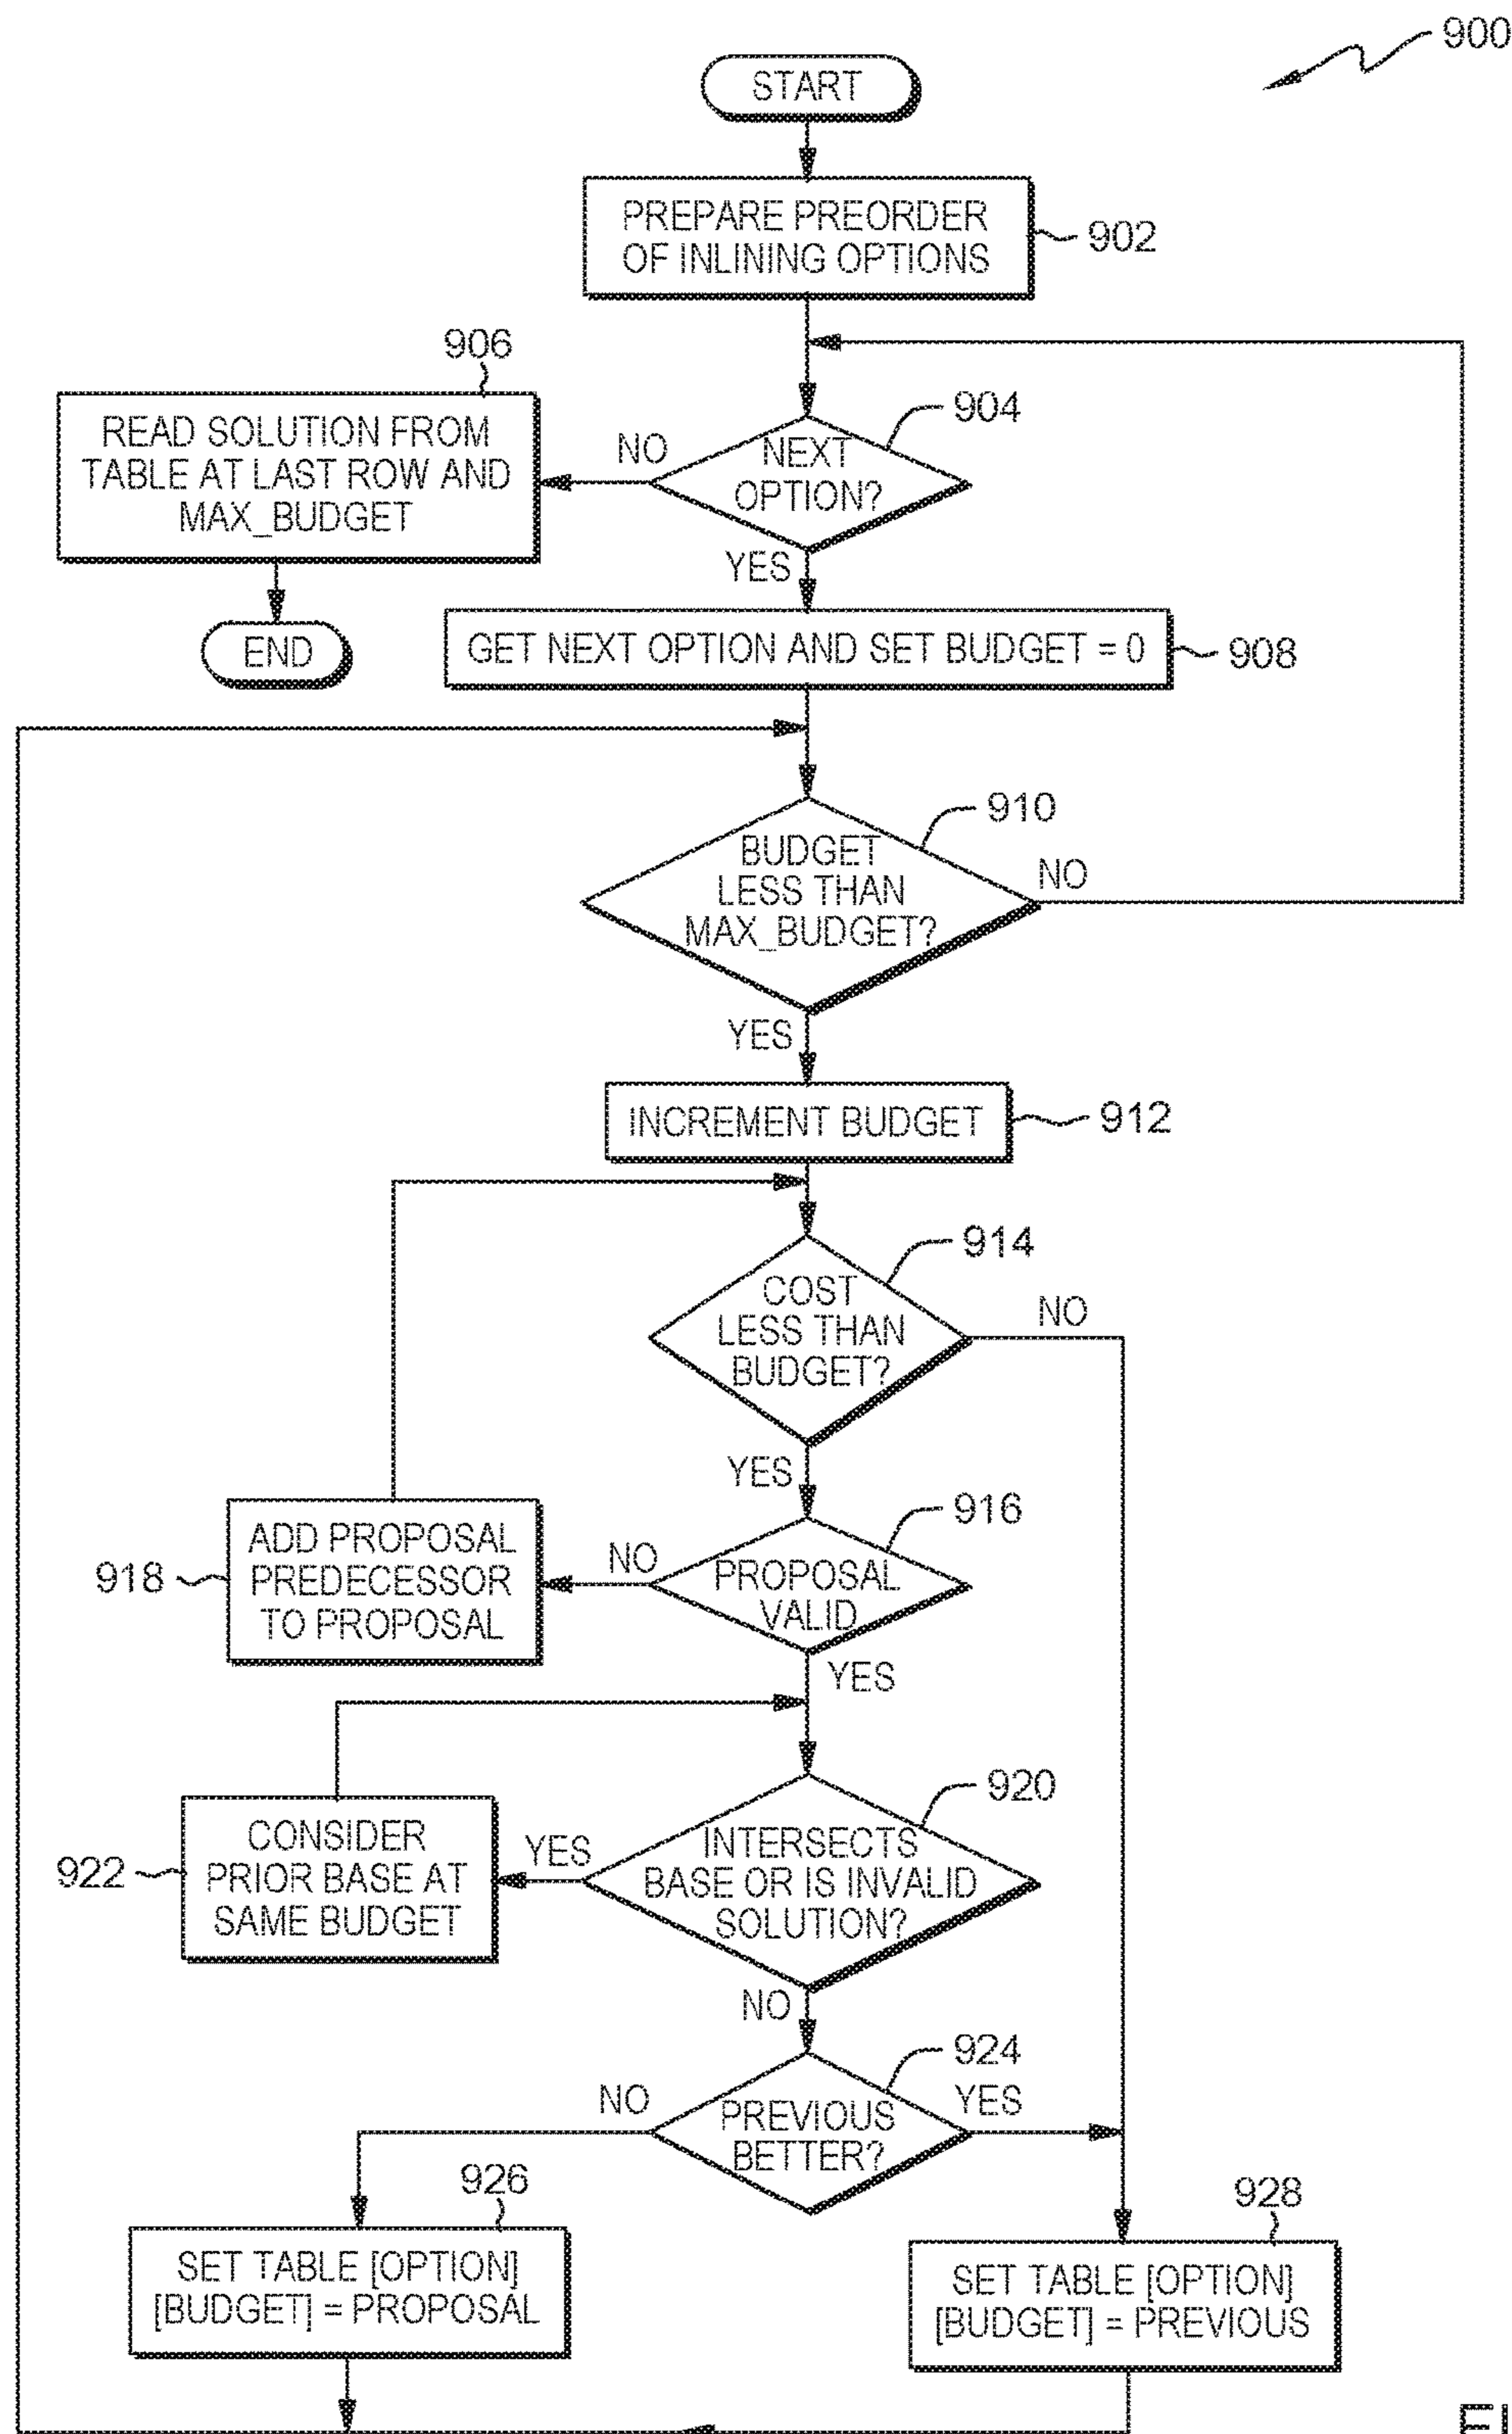 900
START
PREPARE PREORDER
OF INLINING OPTIONS
902
906
READ SOLUTION FROM
TABLE AT LAST ROW AND
MAX_BUDGET
NO
904
NEXT
OPTION?
YES
END
GET NEXT OPTION AND SET BUDGET = 0
908
910
BUDGET
LESS THAN
MAX_BUDGET?
NO
YES
INCREMENT BUDGET
912
914
COST
LESS THAN
BUDGET?
NO
YES
916
PROPOSAL
VALID
NO
918
ADD PROPOSAL
PREDECESSOR
TO PROPOSAL
YES
920
INTERSECTS
BASE OR IS INVALID
SOLUTION?
YES
922
CONSIDER
PRIOR BASE AT
SAME BUDGET
NO
924
PREVIOUS
BETTER?
NO
YES
926
SET TABLE [OPTION]
[BUDGET] = PROPOSAL
928
SET TABLE [OPTION]
[BUDGET] = PREVIOUS